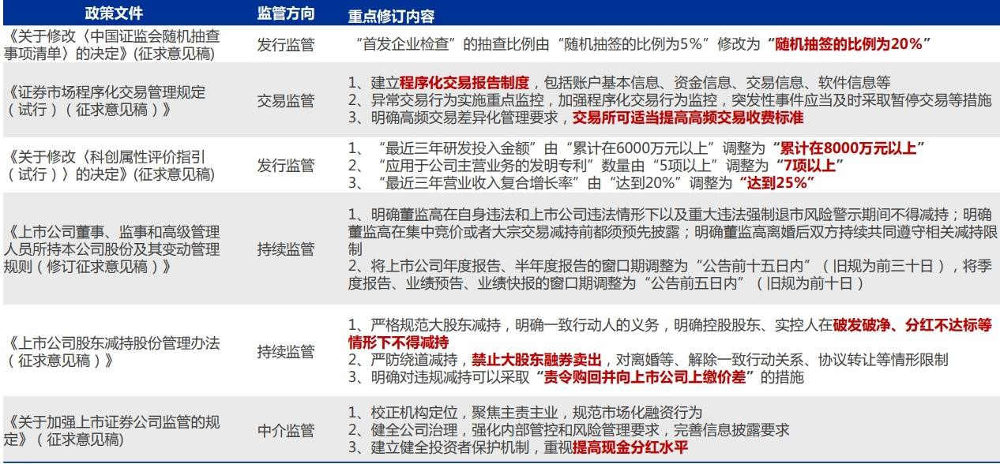 政策文件 监管方向 重点修订内容
《关于修改〈中国证监会随机抽查
事项清单〉的决定》(征求意见稿)
发行监管
“首发企业检查”的抽查比例由“随机抽签的比例为5%”修改为“随机抽签的比例为20%”
《证券市场程序化交易管理规定
（试行）（征求意见稿）》
交易监管
1、建立程序化交易报告制度，包括账户基本信息、资金信息、交易信息、软件信息等
2、异常交易行为实施重点监控，加强程序化交易行为监控，突发性事件应当及时采取暂停交易等措施
3、明确高频交易差异化管理要求，交易所可适当提高高频交易收费标准
《关于修改〈科创属性评价指引
（试行）〉的决定》(征求意见稿)
发行监管
1、“最近三年研发投入金额”由“累计在6000万元以上”调整为“累计在8000万元以上”
2、“应用于公司主营业务的发明专利”数量由“5项以上”调整为“7项以上”
3、“最近三年营业收入复合增长率”由“达到20%”调整为“达到25%”
《上市公司董事、监事和高级管理
人员所持本公司股份及其变动管理
规则（修订征求意见稿）》
持续监管
1、明确董监高在自身违法和上市公司违法情形下以及重大违法强制退市风险警示期间不得减持；明确
董监高在集中竞价或者大宗交易减持前都须预先披露；明确董监高离婚后双方持续共同遵守相关减持限
制
2、将上市公司年度报告、半年度报告的窗口期调整为“公告前十五日内”（旧规为前三十日），将季
度报告、业绩预告、业绩快报的窗口期调整为“公告前五日内”（旧规为前十日）
《上市公司股东减持股份管理办法
（征求意见稿）》
持续监管
1、严格规范大股东减持，明确一致行动人的义务，明确控股股东、实控人在破发破净、分红不达标等
情形下不得减持
2、严防绕道减持，禁止大股东融券卖出，对离婚等、解除一致行动关系、协议转让等情形限制
3、明确对违规减持可以采取“责令购回并向上市公司上缴价差”的措施
《关于加强上市证券公司监管的规
定》（征求意见稿)
中介监管
1、校正机构定位，聚焦主责主业，规范市场化融资行为
2、健全公司治理，强化内部管控和风险管理要求，完善信息披露要求
3、建立健全投资者保护机制，重视提高现金分红水平